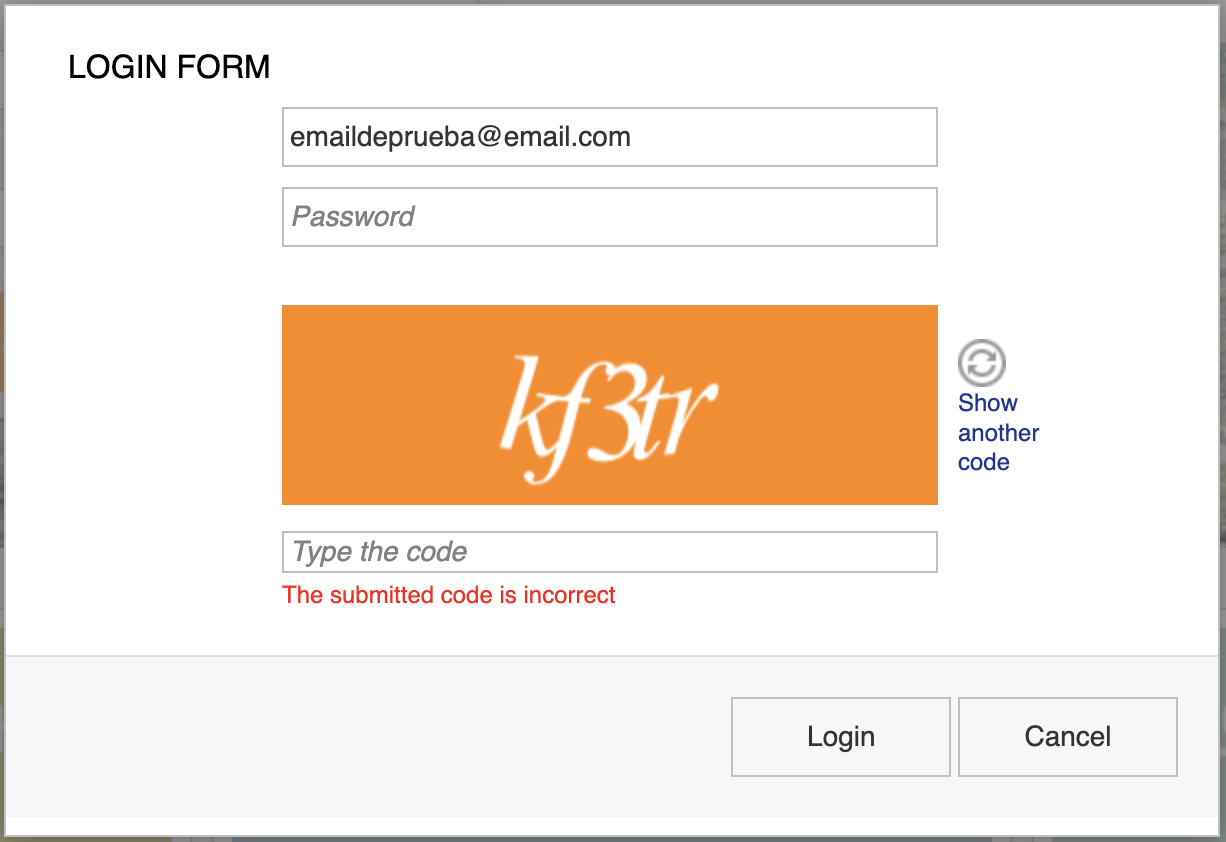 LOGIN FORM
emaildeprueba@email.com
Password
kf3tr
Show
another
code
Type the code
The submitted code is incorrect
Login
Cancel